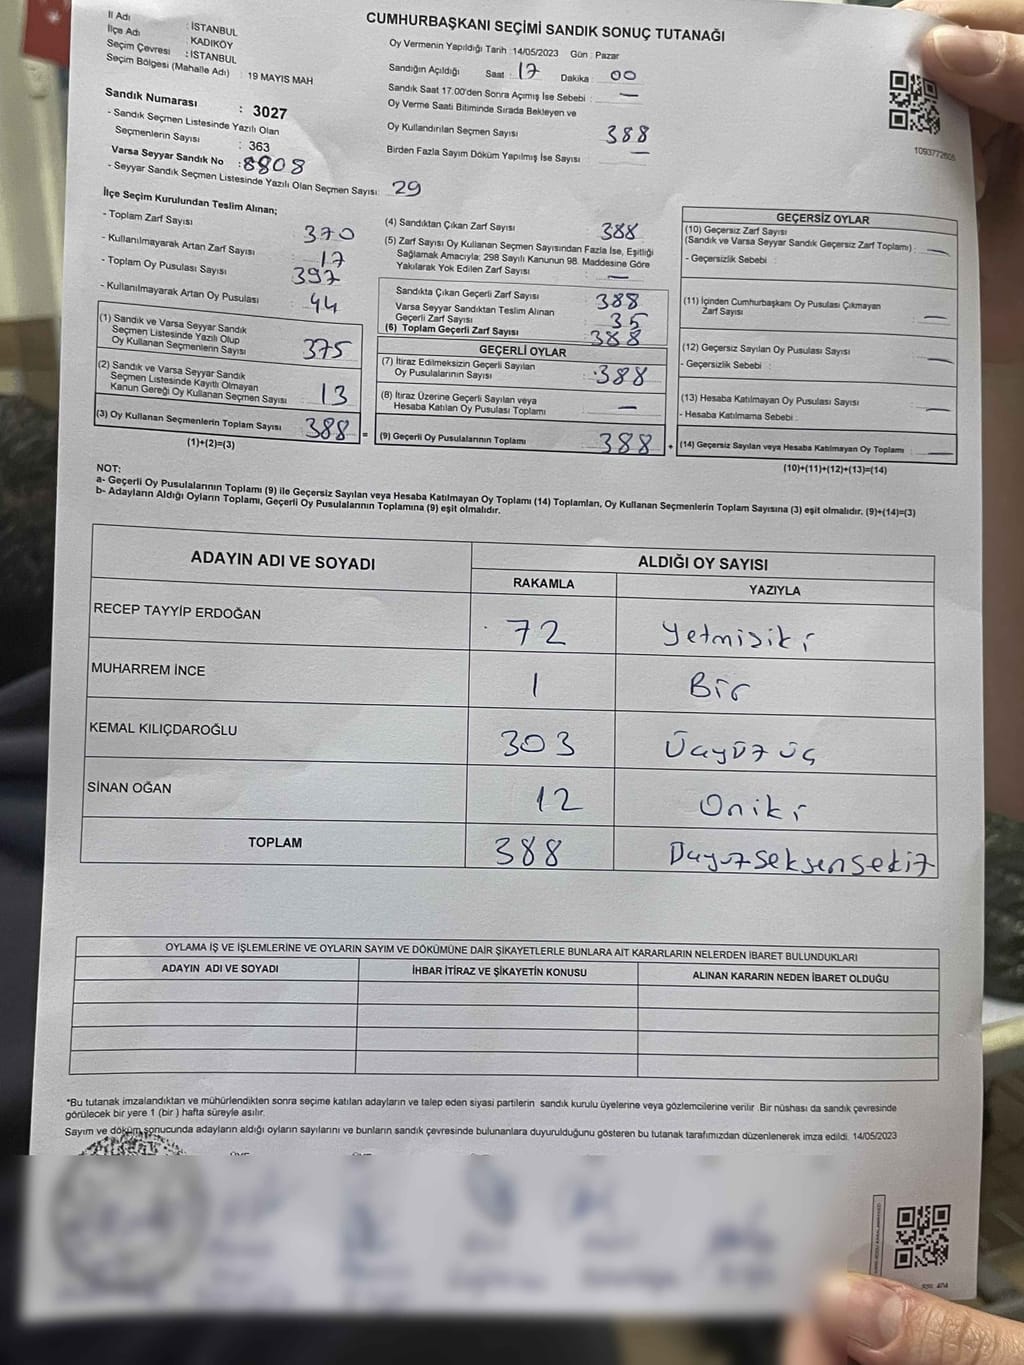 CUMHURBAŞKANI SEÇİMİ SANDIK SONUÇ TUTANAĞI
İl Adı : İSTANBUL
İlçe Adı : KADIKÖY
Seçim Çevresi : İSTANBUL
Seçim Bölgesi (Mahalle Adı) : 19 MAYIS MAH
Sandık Numarası : 3027
- Sandık Seçmen Listesinde Yazılı Olan
Seçmenlerin Sayısı : 363
Varsa Seyyar Sandık No : 8808
- Seyyar Sandık Seçmen Listesinde Yazılı Olan Seçmen Sayısı : 29
Oy Vermenin Yapıldığı Tarih :14/05/2023 Gün : Pazar
Sandığın Açıldığı Saat : 17 Dakika 00
Sandık Saat 17.00'den Sonra Açımış İse Sebebi : —
Oy Verme Saati Bitiminde Sırada Bekleyen ve
Oy Kullandırılan Seçmen Sayısı 388
Birden Fazla Sayım Döküm Yapılmış İse Sayısı —
1093772605
İlçe Seçim Kurulundan Teslim Alınan;
- Toplam Zarf Sayısı 370
- Kullanılmayarak Artan Zarf Sayısı : 17
- Toplam Oy Pusulası Sayısı 397
- Kullanılmayarak Artan Oy Pusulası 44
(1) Sandık ve Varsa Seyyar Sandık
Seçmen Listesinde Yazılı Olup
Oy Kullanan Seçmenlerin Sayısı 375
(2) Sandık ve Varsa Seyyar Sandık
Seçmen Listesinde Kayıtlı Olmayan
Kanun Gereği Oy Kullanan Seçmen Sayısı 13
(3) Oy Kullanan Seçmenlerin Toplam Sayısı 388 =
(1)+(2)=(3)
(4) Sandıktan Çıkan Zarf Sayısı 388
(5) Zarf Sayısı Oy Kullanan Seçmen Sayısından Fazla İse, Eşitliği
Sağlamak Amacıyla; 298 Sayılı Kanunun 98. Maddesine Göre
Yakılarak Yok Edilen Zarf Sayısı —
Sandıkta Çıkan Geçerli Zarf Sayısı 388
Varsa Seyyar Sandıktan Teslim Alınan
Geçerli Zarf Sayısı 35
(6) Toplam Geçerli Zarf Sayısı 388
GEÇERLİ OYLAR
(7) İtiraz Edilmeksizin Geçerli Sayılan
Oy Pusulalarının Sayısı 388
(8) İtiraz Üzerine Geçerli Sayılan veya
Hesaba Katılan Oy Pusulası Toplamı —
(9) Geçerli Oy Pusulalarının Toplamı 388 +
GEÇERSİZ OYLAR
(10) Geçersiz Zarf Sayısı
(Sandık ve Varsa Seyyar Sandık Geçersiz Zarf Toplamı) : —
- Geçersizlik Sebebi :
(11) İçinden Cumhurbaşkanı Oy Pusulası Çıkmayan
Zarf Sayısı —
(12) Geçersiz Sayılan Oy Pusulası Sayısı —
- Geçersizlik Sebebi :
(13) Hesaba Katılmayan Oy Pusulası Sayısı —
- Hesaba Katılmama Sebebi :
(14) Geçersiz Sayılan veya Hesaba Katılmayan Oy Toplamı —
(10)+(11)+(12)+(13)=(14)
NOT:
a- Geçerli Oy Pusulalarının Toplamı (9) ile Geçersiz Sayılan veya Hesaba Katılmayan Oy Toplamı (14) Toplamları, Oy Kullanan Seçmenlerin Toplam Sayısına (3) eşit olmalıdır. (9)+(14)=(3)
b- Adayların Aldığı Oyların Toplamı, Geçerli Oy Pusulalarının Toplamına (9) eşit olmalıdır.
ADAYIN ADI VE SOYADI ALDIĞI OY SAYISI
RAKAMLA YAZIYLA
RECEP TAYYİP ERDOĞAN 72 Yetmişiki
MUHARREM İNCE 1 Bir
KEMAL KILIÇDAROĞLU 303 Üçyüz üç
SİNAN OĞAN 12 Oniki
TOPLAM 388 Üçyüzseksensekiz
OYLAMA İŞ VE İŞLEMLERİNE VE OYLARIN SAYIM VE DÖKÜMÜNE DAİR ŞİKAYETLERLE BUNLARA AİT KARARLARIN NELERDEN İBARET BULUNDUKLARI
ADAYIN ADI VE SOYADI İHBAR İTİRAZ VE ŞİKAYETİN KONUSU ALINAN KARARIN NEDEN İBARET OLDUĞU
*Bu tutanak imzalandıktan ve mühürlendikten sonra seçime katılan adayların ve talep eden siyasi partilerin sandık kurulu üyelerine veya gözlemcilerine verilir .Bir nüshası da sandık çevresinde
görülecek bir yere 1 (bir ) hafta süreyle asılır.
Sayım ve döküm sonucunda adayların aldığı oyların sayılarını ve bunların sandık çevresinde bulunanlara duyurulduğunu gösteren bu tutanak tarafımızdan düzenlenerek imza edildi. 14/05/2023